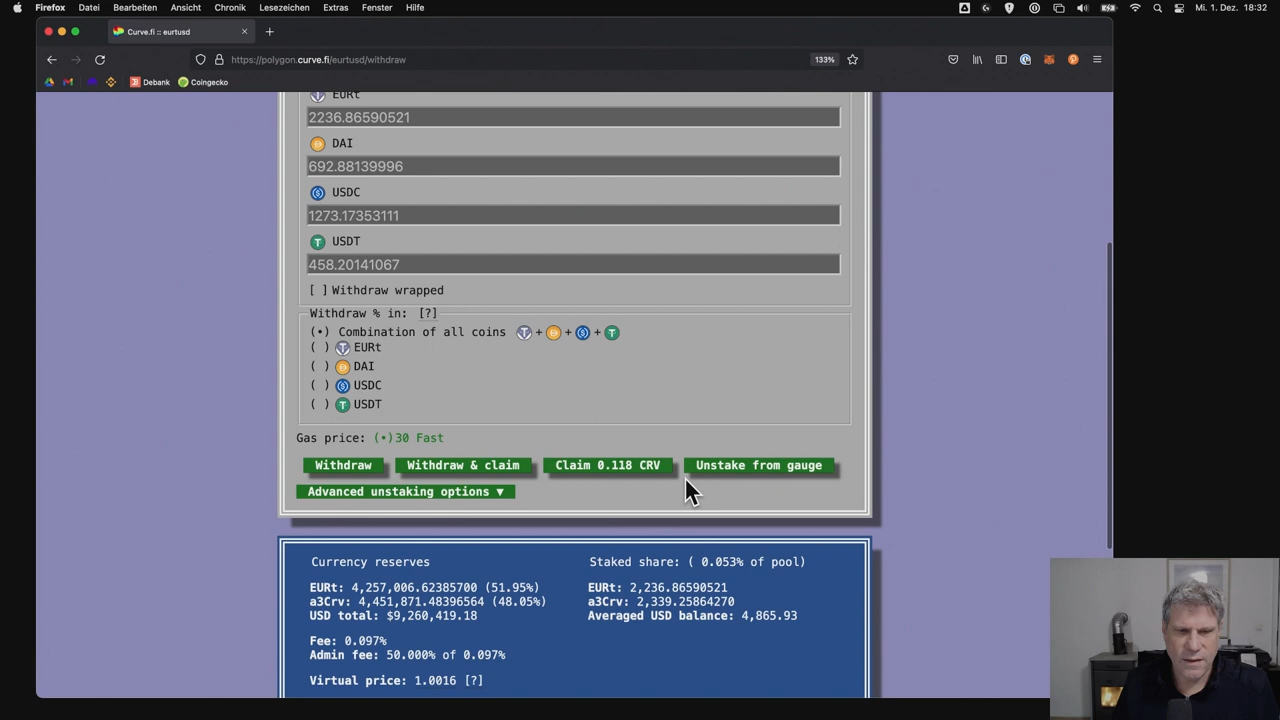 Firefox Datei Bearbeiten Ansicht Chronik Lesezeichen Extras Fenster Hilfe Mi. 1. Dez. 18:32
Curve.fi :: eurtusd
https://polygon.curve.fi/eurtusd/withdraw 133%
Debank Coingecko
EURt
2236.86590521
DAI
692.88139996
USDC
1273.17353111
USDT
458.20141067
[ ] Withdraw wrapped
Withdraw % in: [?]
(•) Combination of all coins + + +
( ) EURt
( ) DAI
( ) USDC
( ) USDT
Gas price: (•)30 Fast
Withdraw Withdraw & claim Claim 0.118 CRV Unstake from gauge
Advanced unstaking options ▼
Currency reserves
EURt: 4,257,006.62385700 (51.95%)
a3Crv: 4,451,871.48396564 (48.05%)
USD total: $9,260,419.18
Fee: 0.097%
Admin fee: 50.000% of 0.097%
Virtual price: 1.0016 [?]
Staked share: ( 0.053% of pool)
EURt: 2,236.86590521
a3Crv: 2,339.25864270
Averaged USD balance: 4,865.93